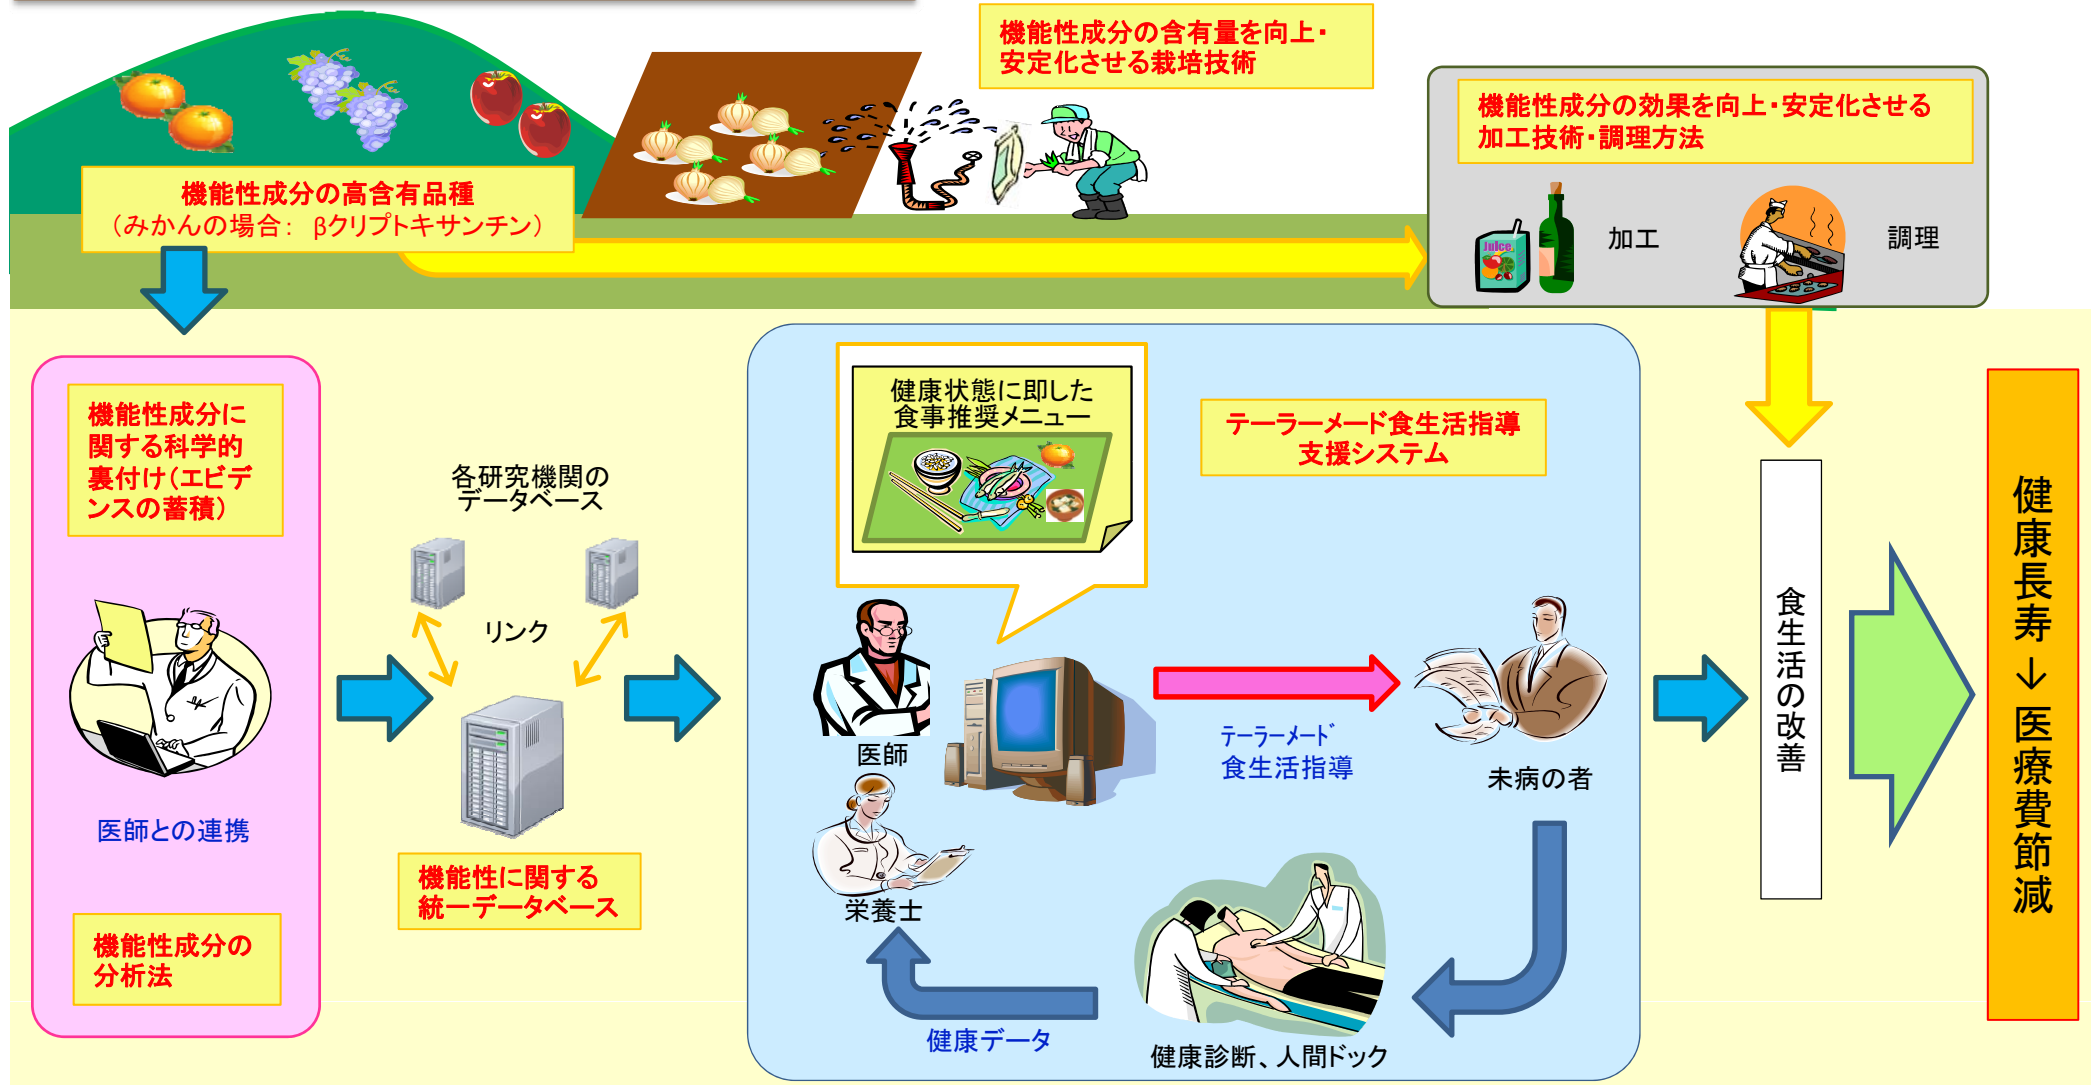 機能性成分の含有量を向上・
安定化させる栽培技術
機能性成分の効果を向上・安定化させる
加工技術・調理方法
機能性成分の高含有品種
（みかんの場合： βクリプトキサンチン）
Juice
加工
調理
機能性成分に
関する科学的
裏付け（エビデ
ンスの蓄積）
医師との連携
機能性成分の
分析法
各研究機関の
データベース
リンク
機能性に関する
統一データベース
健康状態に即した
食事推奨メニュー
テーラーメード食生活指導
支援システム
医師
栄養士
ﾃｰﾗｰﾒｰﾄﾞ
食生活指導
未病の者
健康データ
健康診断、人間ドック
食生活の改善
健康長寿↓医療費節減